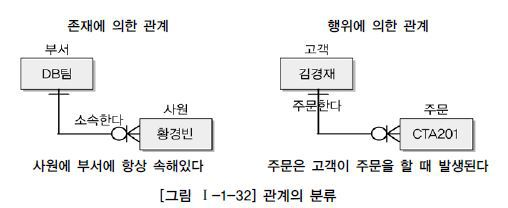 존재에 의한 관계
부서
DB팀
소속한다
사원
황경빈
사원에 부서에 항상 속해있다
행위에 의한 관계
고객
김경재
주문한다
주문
CTA201
주문은 고객이 주문을 할 때 발생된다
[그림 Ⅰ-1-32] 관계의 분류